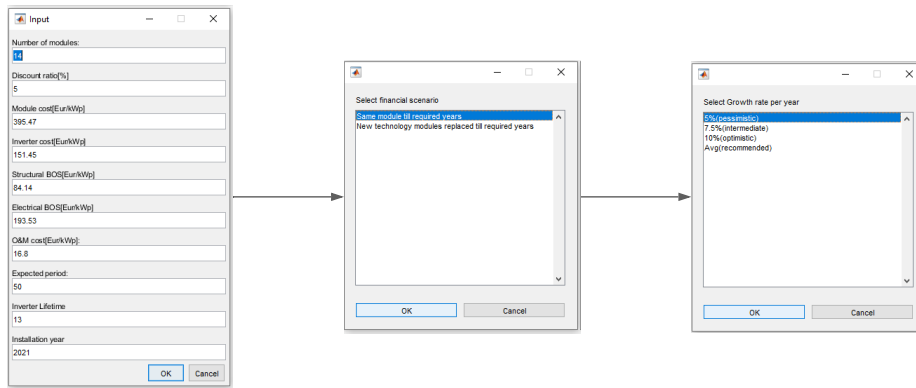 Input
Number of modules:
14
Discount ratio[%]
5
Module cost[Eur/kWp]
395.47
Inverter cost[Eur/kWp]
151.45
Structural BOS[Eur/kWp]
84.14
Electrical BOS[Eur/kWp]
193.53
O&M cost[Eur/kWp]:
16.8
Expected period:
50
Inverter Lifetime
13
Installation year
2021
OK
Cancel
Select financial scenario
Same module till required years
New technology modules replaced till required years
OK
Cancel
Select Growth rate per year
5%(pessimistic)
7.5%(intermediate)
10%(optimistic)
Avg(recommended)
OK
Cancel